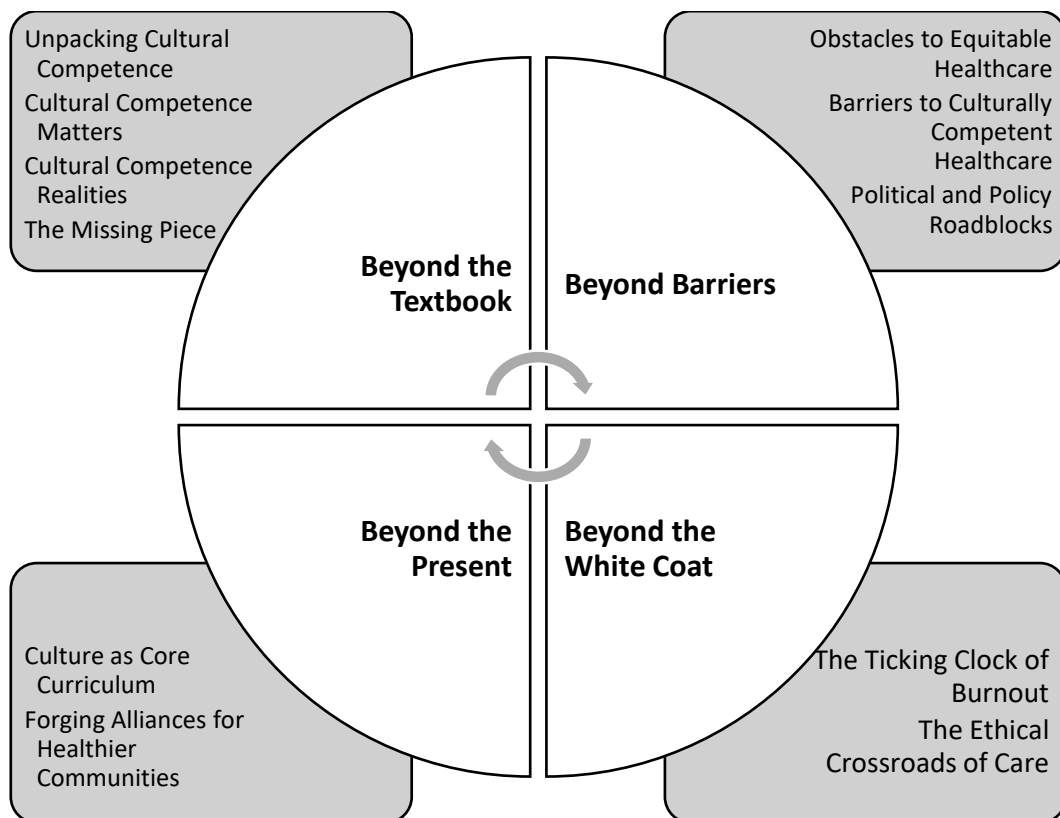 Unpacking Cultural
Competence
Cultural Competence
Matters
Cultural Competence
Realities
The Missing Piece
Obstacles to Equitable
Healthcare
Barriers to Culturally
Competent
Healthcare
Political and Policy
Roadblocks
Beyond the
Textbook
Beyond Barriers
Beyond the
Present
Beyond the
White Coat
Culture as Core
Curriculum
Forging Alliances for
Healthier
Communities
The Ticking Clock of
Burnout
The Ethical
Crossroads of Care